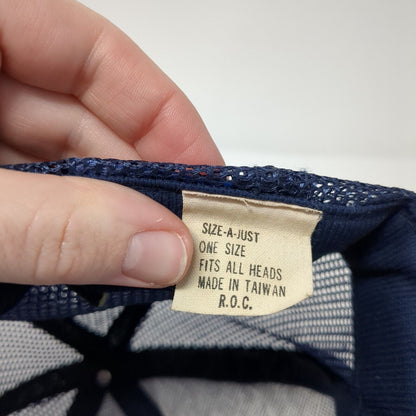 SIZE-A-JUST
ONE SIZE
FITS ALL HEADS
MADE IN TAIWAN
R.O.C.